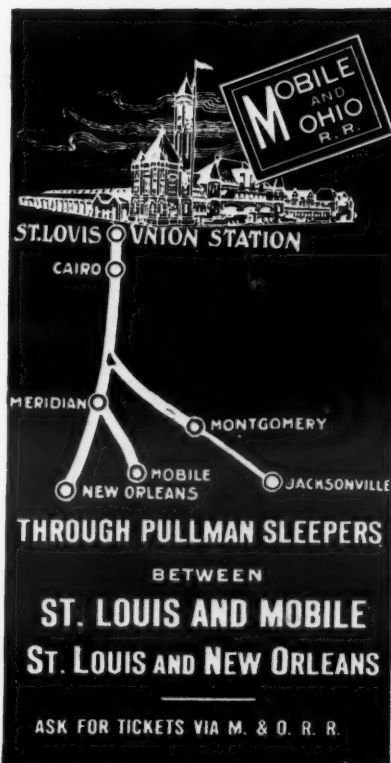 MOBILE
AND
OHIO
R. R.
ST. LOUIS UNION STATION
CAIRO
MERIDIAN
MONTGOMERY
MOBILE
NEW ORLEANS
JACKSONVILLE
THROUGH PULLMAN SLEEPERS
BETWEEN
ST. LOUIS AND MOBILE
ST. LOUIS AND NEW ORLEANS
ASK FOR TICKETS VIA M. & O. R. R.